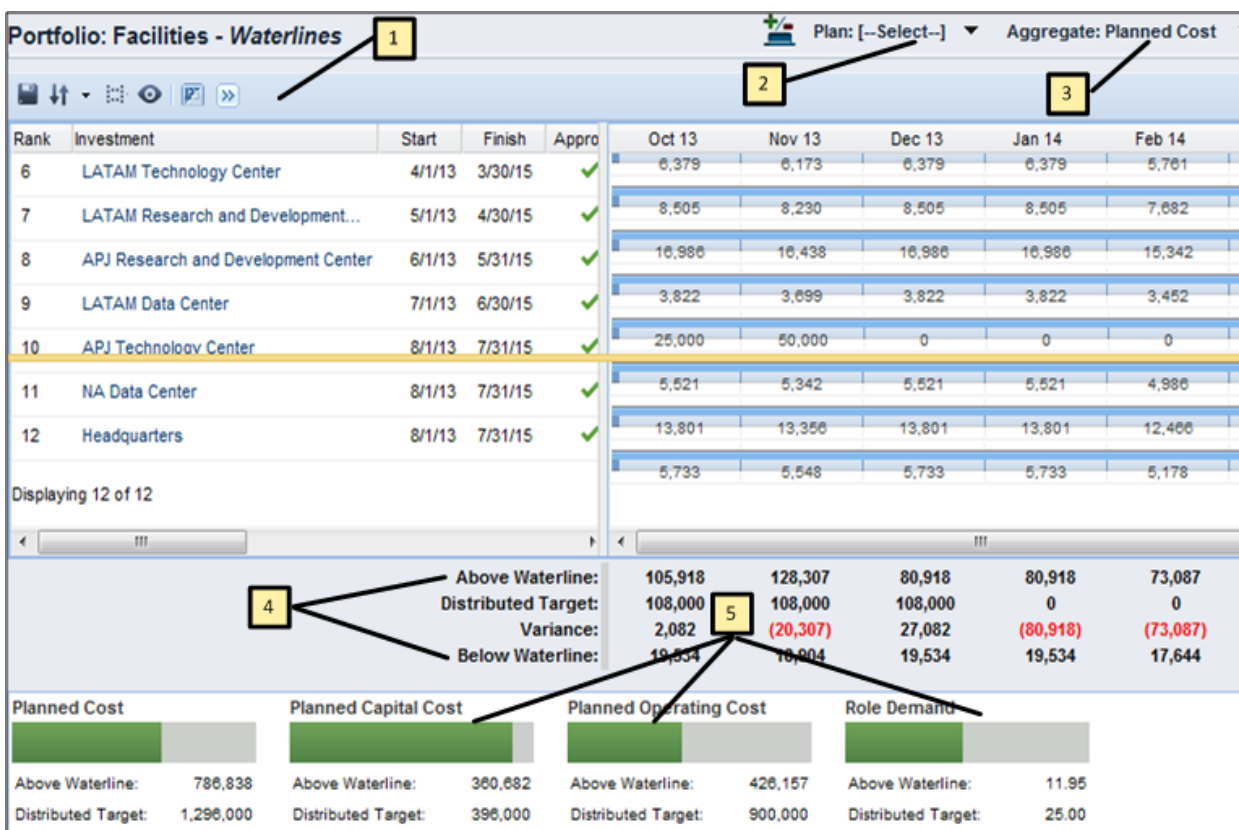 Portfolio: Facilities - Waterlines
1
Plan: [--Select--]
Aggregate: Planned Cost
2
3
Rank Investment Start Finish Appro Oct 13 Nov 13 Dec 13 Jan 14 Feb 14
6 LATAM Technology Center 4/1/13 3/30/15 6,379 6,173 6,379 6,379 5,761
7 LATAM Research and Development... 5/1/13 4/30/15 8,505 8,230 8,505 8,505 7,682
8 APJ Research and Development Center 6/1/13 5/31/15 16,986 16,438 16,986 16,986 15,342
9 LATAM Data Center 7/1/13 6/30/15 3,822 3,699 3,822 3,822 3,452
10 APJ Technology Center 8/1/13 7/31/15 25,000 50,000 0 0 0
11 NA Data Center 8/1/13 7/31/15 5,521 5,342 5,521 5,521 4,986
12 Headquarters 8/1/13 7/31/15 13,801 13,356 13,801 13,801 12,466
5,733 5,548 5,733 5,733 5,178
Displaying 12 of 12
4
5
Above Waterline: 105,918 128,307 80,918 80,918 73,087
Distributed Target: 108,000 108,000 108,000 0 0
Variance: 2,082 (20,307) 27,082 (80,918) (73,087)
Below Waterline: 19,534 18,904 19,534 19,534 17,644
Planned Cost Planned Capital Cost Planned Operating Cost Role Demand
Above Waterline: 786,838 Above Waterline: 360,682 Above Waterline: 426,157 Above Waterline: 11.95
Distributed Target: 1,296,000 Distributed Target: 396,000 Distributed Target: 900,000 Distributed Target: 25.00